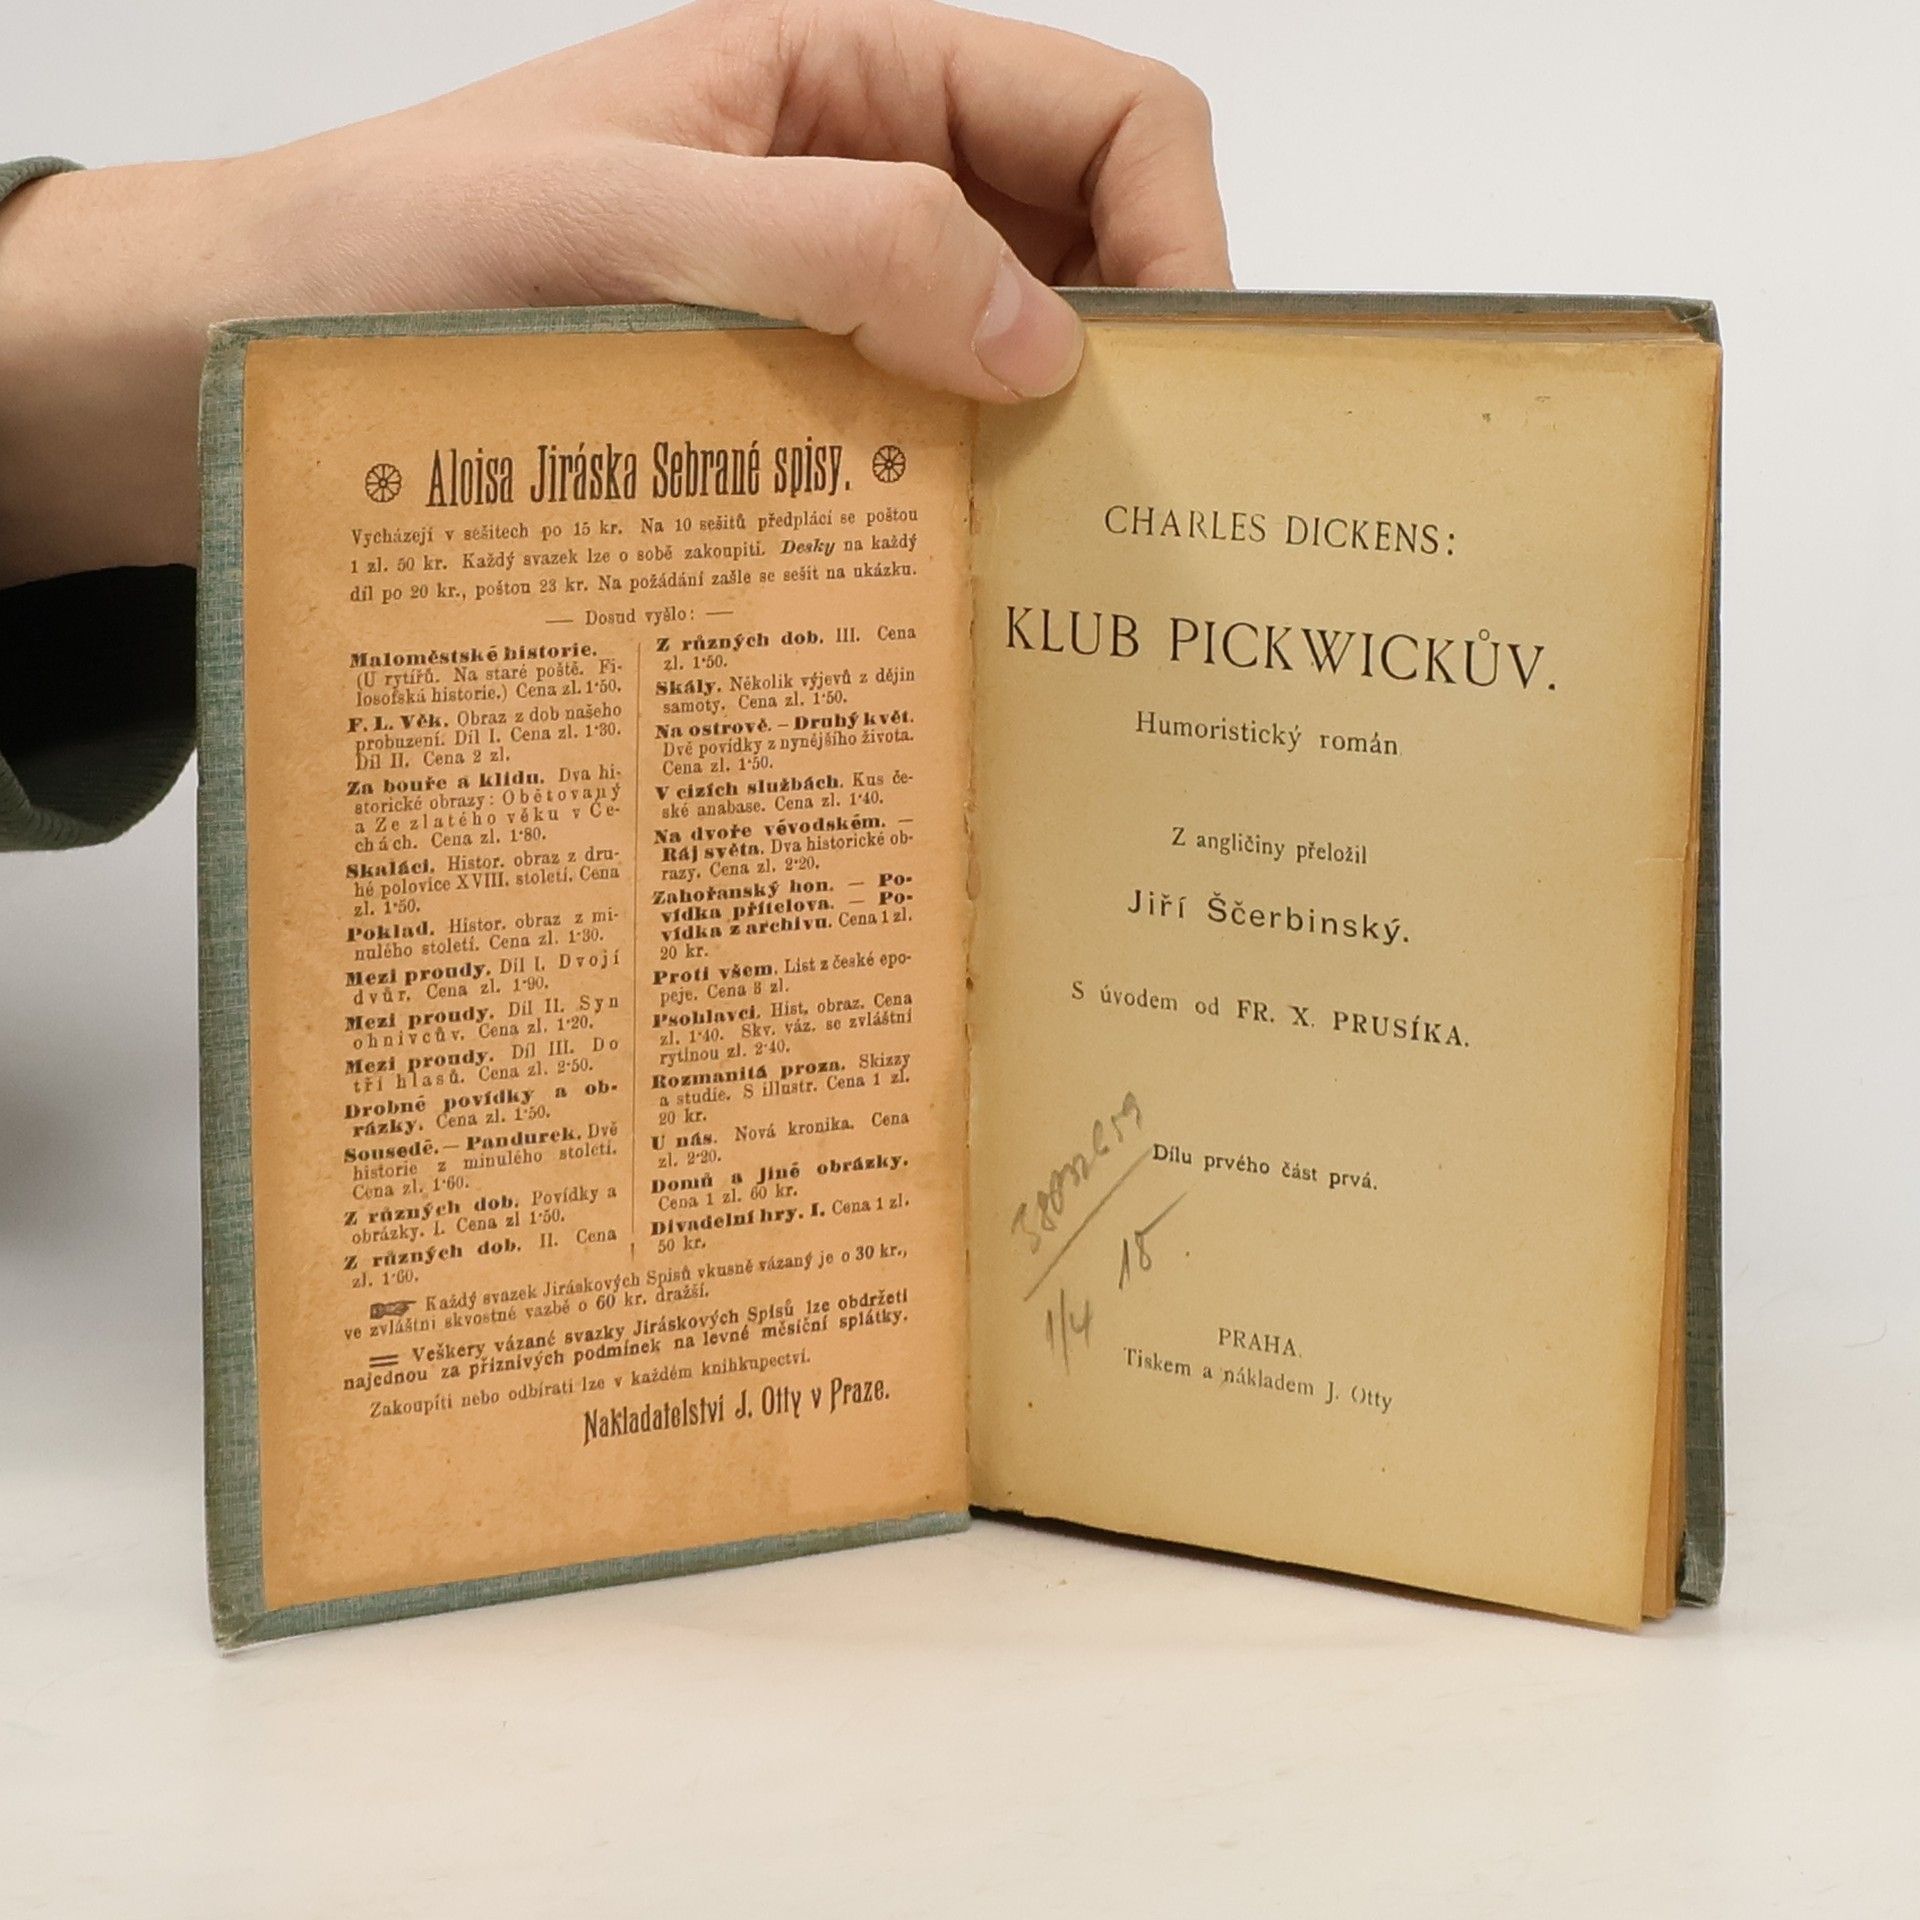 Aloisa Jiráska Sebrané spisy.
Vycházejí v sešitech po 15 kr. Na 10 sešitů předplácí se poštou
1 zl. 50 kr. Každý svazek lze o sobě zakoupiti. Desky na každý
díl po 20 kr., poštou 23 kr. Na požádání zašle se sešit na ukázku.
— Dosud vyšlo: —
Maloměstské historie.
(U rytířů. Na staré poště. Fi-
losofská historie.) Cena zl. 1·50.
F. L. Věk. Obraz z dob našeho
probuzení. Díl I. Cena zl. 1·30.
Díl II. Cena 2 zl.
Za bouře a klidu. Dva hi-
storické obrazy: Obětovaný
a Ze zlatého věku v Če-
chách. Cena zl. 1·80.
Skaláci. Histor. obraz z dru-
hé polovice XVIII. století. Cena
zl. 1·50.
Poklad. Histor. obraz z mi-
nulého století. Cena zl. 1·30.
Mezi proudy. Díl I. Dvojí
dvůr. Cena zl. 1·90.
Mezi proudy. Díl II. Syn
ohnivcův. Cena zl. 1·20.
Mezi proudy. Díl III. Do
tří hlasů. Cena zl. 2·50.
Drobné povídky a ob-
rázky. Cena zl. 1·50.
Sousedé. — Pandurek. Dvě
historie z minulého století.
Cena zl. 1·60.
Z různých dob. Povídky a
obrázky. I. Cena zl 1·50.
Z různých dob. II. Cena
zl. 1·60.
Z různých dob. III. Cena
zl. 1·50.
Skály. Několik výjevů z dějin
samoty. Cena zl. 1·50.
Na ostrově. — Druhý květ.
Dvě povídky z nynějšího života.
Cena zl. 1·50.
V cizích službách. Kus če-
ské anabase. Cena zl. 1·40.
Na dvoře vévodském. —
Ráj světa. Dva historické ob-
razy. Cena zl. 2·20.
Zahořanský hon. — Po-
vídka přítelova. — Po-
vídka z archivu. Cena 1 zl.
20 kr.
Proti všem. List z české epo-
peje. Cena 3 zl.
Psohlavci. Hist. obraz. Cena
zl. 1·40. Skv. váz. se zvláštní
rytinou zl. 2·40.
Rozmanitá proza. Skizzy
a studie. S illustr. Cena 1 zl.
20 kr.
U nás. Nová kronika. Cena
zl. 2·20.
Domů a jiné obrázky.
Cena 1 zl. 60 kr.
Divadelní hry. I. Cena 1 zl.
50 kr.
Každý svazek Jiráskových Spisů vkusně vázaný je o 30 kr.,
ve zvláštní skvostné vazbě o 60 kr. dražší.
Veškery vázané svazky Jiráskových Spisů lze obdržeti
najednou za příznivých podmínek na levné měsíční splátky.
Zakoupiti nebo odbírati lze v každém knihkupectví.
Nakladatelství J. Otty v Praze.
CHARLES DICKENS:
KLUB PICKWICKŮV.
Humoristický román
Z angličiny přeložil
Jiří Ščerbinský.
S úvodem od FR. X. PRUSÍKA.
Dílu prvého část prvá.
18
1/4
PRAHA.
Tiskem a nákladem J. Otty